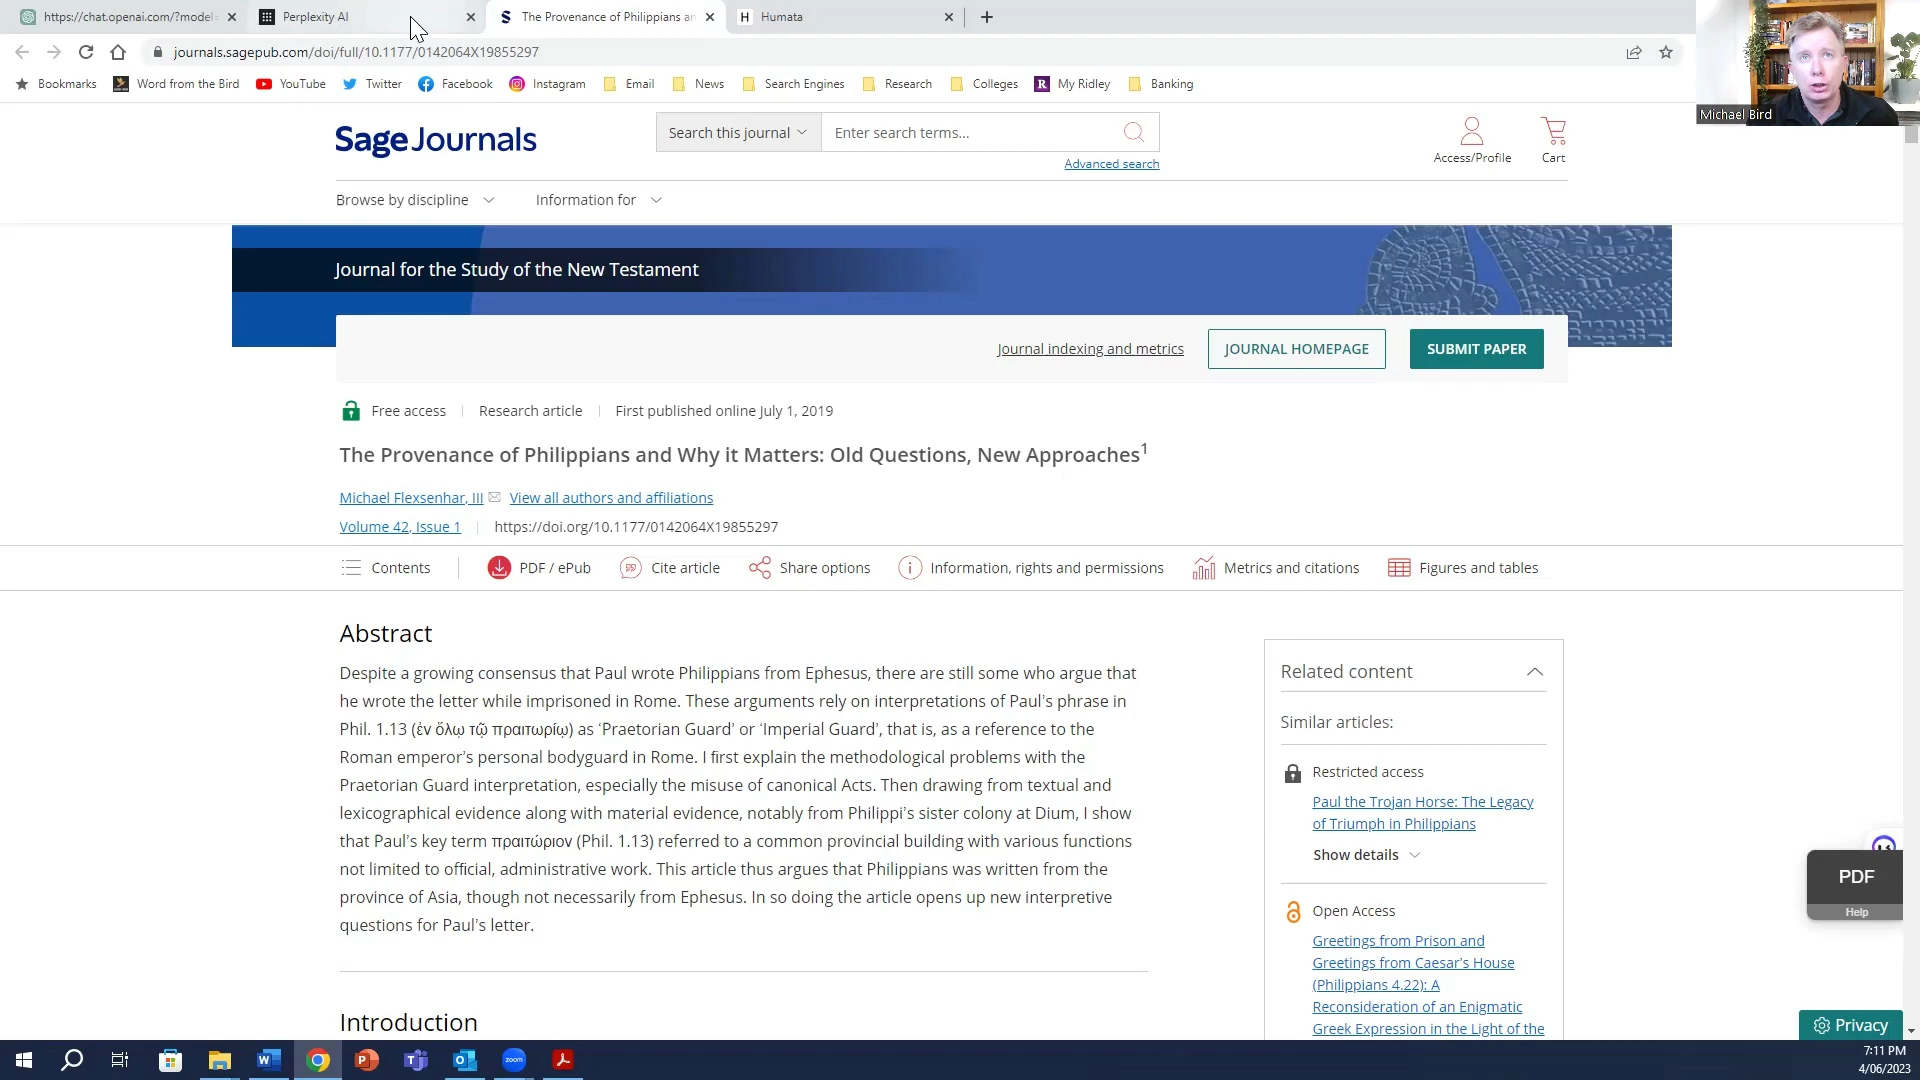 https://chat.openai.com/?model=
Perplexity AI
The Provenance of Philippians an
Humata
journals.sagepub.com/doi/full/10.1177/0142064X19855297
Bookmarks
Word from the Bird
YouTube
Twitter
Facebook
Instagram
Email
News
Search Engines
Research
Colleges
My Ridley
Banking
Michael Bird
Sage Journals
Search this journal
Enter search terms...
Advanced search
Access/Profile
Cart
Browse by discipline
Information for
Journal for the Study of the New Testament
Journal indexing and metrics
JOURNAL HOMEPAGE
SUBMIT PAPER
Free access
Research article
First published online July 1, 2019
The Provenance of Philippians and Why it Matters: Old Questions, New Approaches1
Michael Flexsenhar, III
View all authors and affiliations
Volume 42, Issue 1
https://doi.org/10.1177/0142064X19855297
Contents
PDF / ePub
Cite article
Share options
Information, rights and permissions
Metrics and citations
Figures and tables
Abstract
Despite a growing consensus that Paul wrote Philippians from Ephesus, there are still some who argue that
he wrote the letter while imprisoned in Rome. These arguments rely on interpretations of Paul's phrase in
Phil. 1.13 (ἐν ὅλῳ τῷ πραιτωρίῳ) as 'Praetorian Guard' or 'Imperial Guard', that is, as a reference to the
Roman emperor's personal bodyguard in Rome. I first explain the methodological problems with the
Praetorian Guard interpretation, especially the misuse of canonical Acts. Then drawing from textual and
lexicographical evidence along with material evidence, notably from Philippi's sister colony at Dium, I show
that Paul's key term πραιτώριον (Phil. 1.13) referred to a common provincial building with various functions
not limited to official, administrative work. This article thus argues that Philippians was written from the
province of Asia, though not necessarily from Ephesus. In so doing the article opens up new interpretive
questions for Paul's letter.
Introduction
Related content
Similar articles:
Restricted access
Paul the Trojan Horse: The Legacy
of Triumph in Philippians
Show details
Open Access
Greetings from Prison and
Greetings from Caesar's House
(Philippians 4.22): A
Reconsideration of an Enigmatic
Greek Expression in the Light of the
PDF
Help
Privacy
7:11 PM
4/06/2023